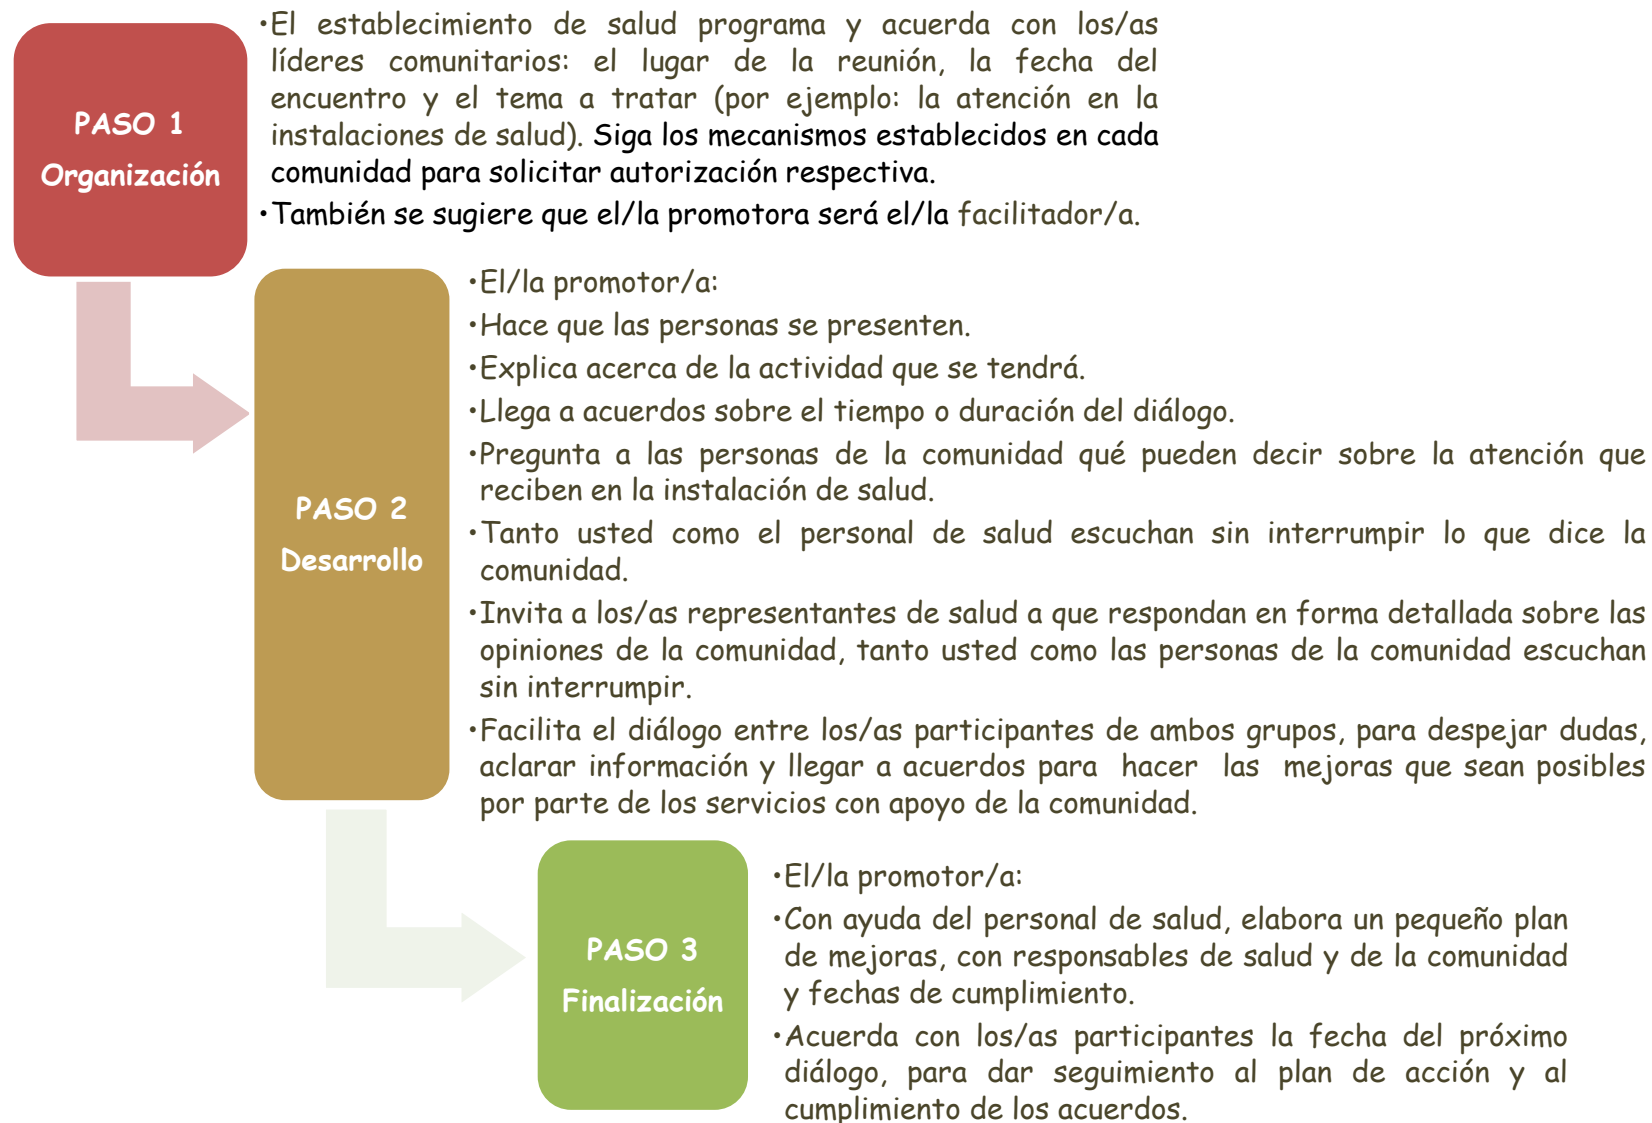 PASO 1
Organización
•El establecimiento de salud programa y acuerda con los/as
líderes comunitarios: el lugar de la reunión, la fecha del
encuentro y el tema a tratar (por ejemplo: la atención en la
instalaciones de salud). Siga los mecanismos establecidos en cada
comunidad para solicitar autorización respectiva.
•También se sugiere que el/la promotora será el/la facilitador/a.
PASO 2
Desarrollo
•El/la promotor/a:
•Hace que las personas se presenten.
•Explica acerca de la actividad que se tendrá.
•Llega a acuerdos sobre el tiempo o duración del diálogo.
•Pregunta a las personas de la comunidad qué pueden decir sobre la atención que
reciben en la instalación de salud.
•Tanto usted como el personal de salud escuchan sin interrumpir lo que dice la
comunidad.
•Invita a los/as representantes de salud a que respondan en forma detallada sobre las
opiniones de la comunidad, tanto usted como las personas de la comunidad escuchan
sin interrumpir.
•Facilita el diálogo entre los/as participantes de ambos grupos, para despejar dudas,
aclarar información y llegar a acuerdos para hacer las mejoras que sean posibles
por parte de los servicios con apoyo de la comunidad.
PASO 3
Finalización
•El/la promotor/a:
•Con ayuda del personal de salud, elabora un pequeño plan
de mejoras, con responsables de salud y de la comunidad
y fechas de cumplimiento.
•Acuerda con los/as participantes la fecha del próximo
diálogo, para dar seguimiento al plan de acción y al
cumplimiento de los acuerdos.